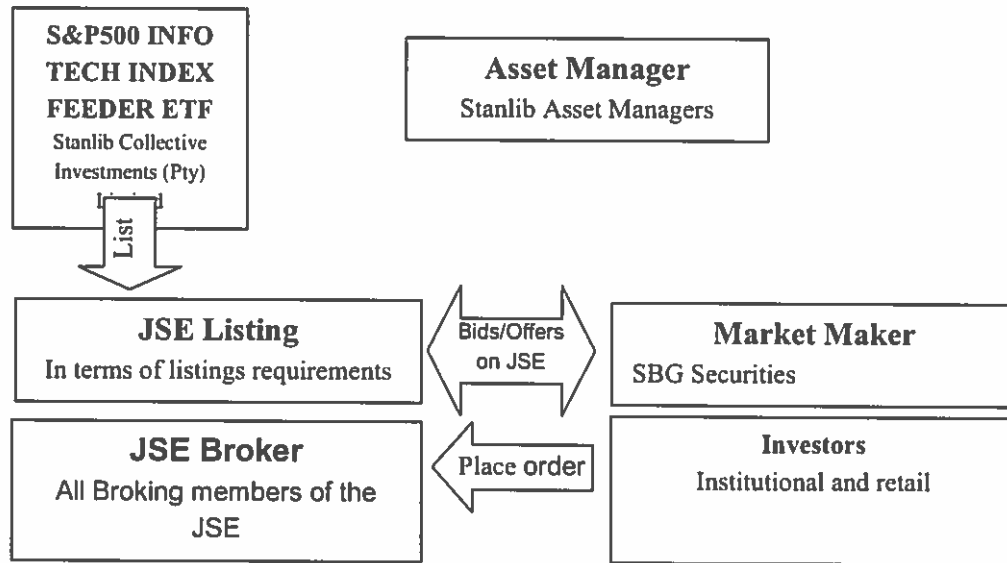 S&P500 INFO
TECH INDEX
FEEDER ETF
Stanlib Collective
Investments (Pty)
Asset Manager
Stanlib Asset Managers
List
JSE Listing
In terms of listings requirements
Bids/Offers
on JSE
Market Maker
SBG Securities
JSE Broker
All Broking members of the
JSE
Place order
Investors
Institutional and retail